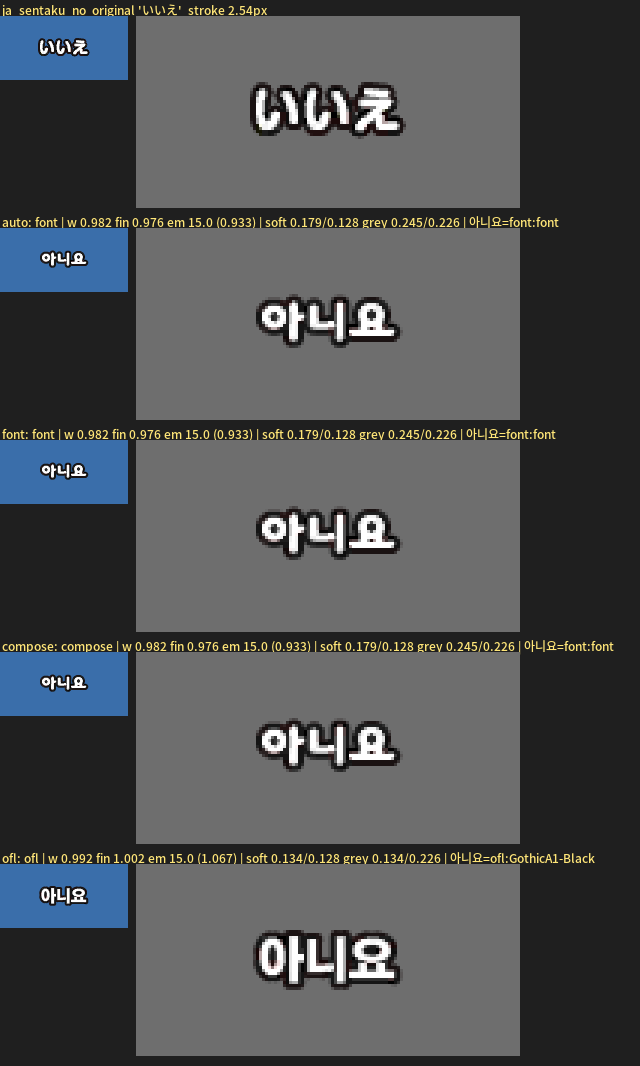 ja_sentaku_no original 'いいえ' stroke 2.54px
いいえ いいえ
auto: font | w 0.982 fin 0.976 em 15.0 (0.933) | soft 0.179/0.128 grey 0.245/0.226 | 아니요=font:font
아니요 아니요
font: font | w 0.982 fin 0.976 em 15.0 (0.933) | soft 0.179/0.128 grey 0.245/0.226 | 아니요=font:font
아니요 아니요
compose: compose | w 0.982 fin 0.976 em 15.0 (0.933) | soft 0.179/0.128 grey 0.245/0.226 | 아니요=font:font
아니요 아니요
ofl: ofl | w 0.992 fin 1.002 em 15.0 (1.067) | soft 0.134/0.128 grey 0.134/0.226 | 아니요=ofl:GothicA1-Black
아니요 아니요